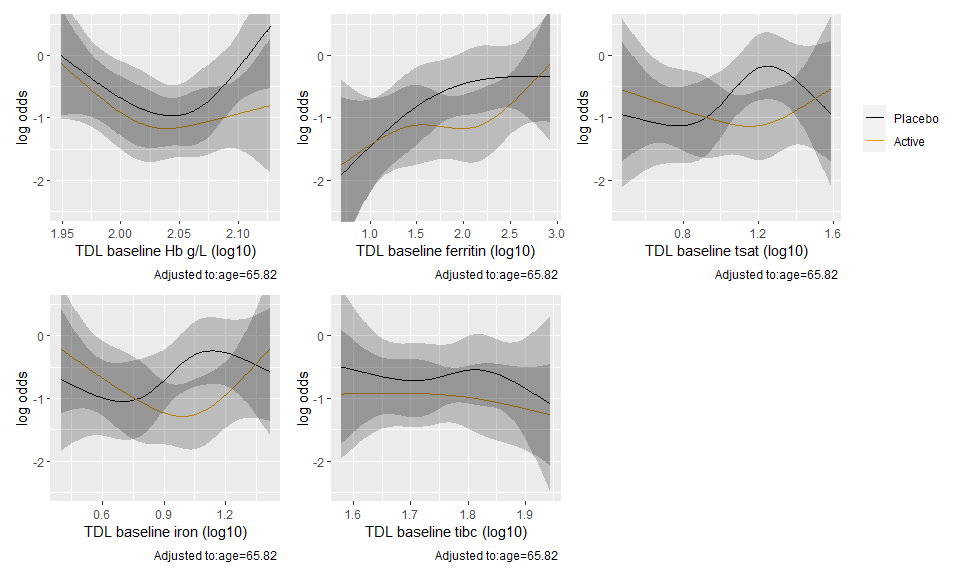 0
-1
-2
log odds
1.95 2.00 2.05 2.10
TDL baseline Hb g/L (log10)
Adjusted to:age=65.82
0
-1
-2
log odds
1.0 1.5 2.0 2.5 3.0
TDL baseline ferritin (log10)
Adjusted to:age=65.82
0
-1
-2
log odds
0.8 1.2 1.6
TDL baseline tsat (log10)
Adjusted to:age=65.82
Placebo
Active
0
-1
-2
log odds
0.6 0.9 1.2
TDL baseline iron (log10)
Adjusted to:age=65.82
0
-1
-2
log odds
1.6 1.7 1.8 1.9
TDL baseline tibc (log10)
Adjusted to:age=65.82